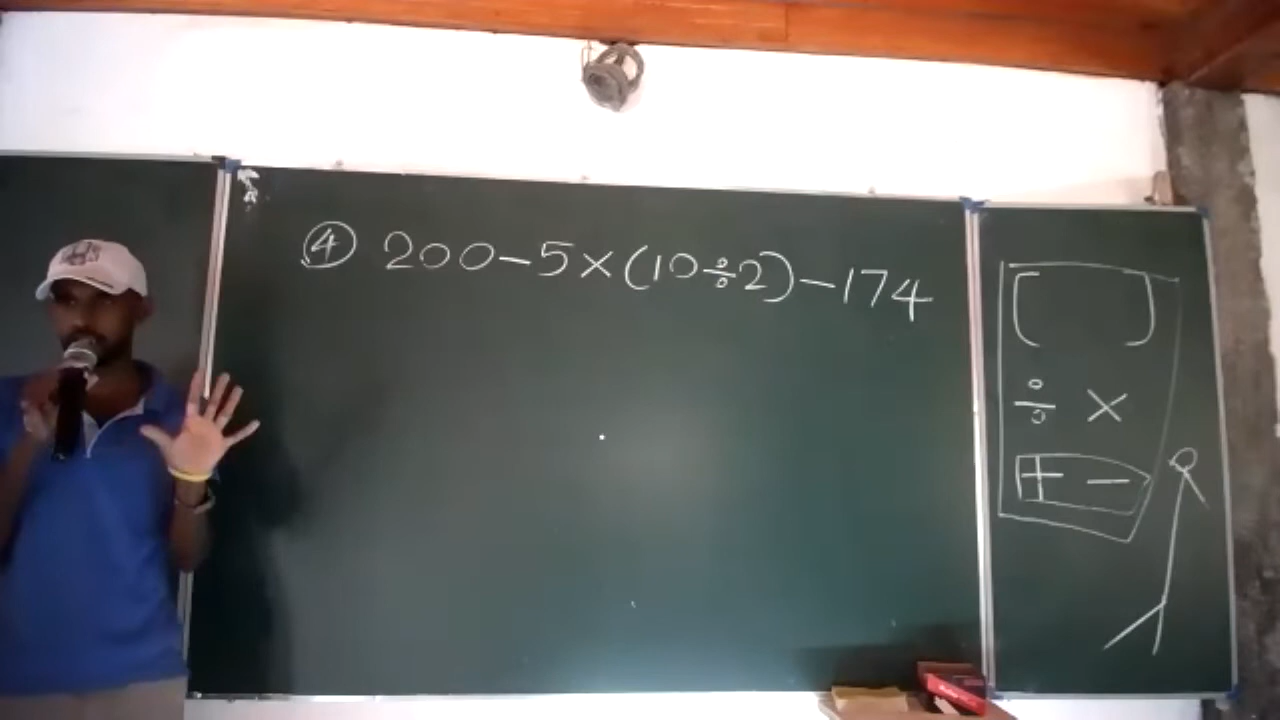 ④ 200-5×(10÷2)-174
[ ]
÷ ×
+ -